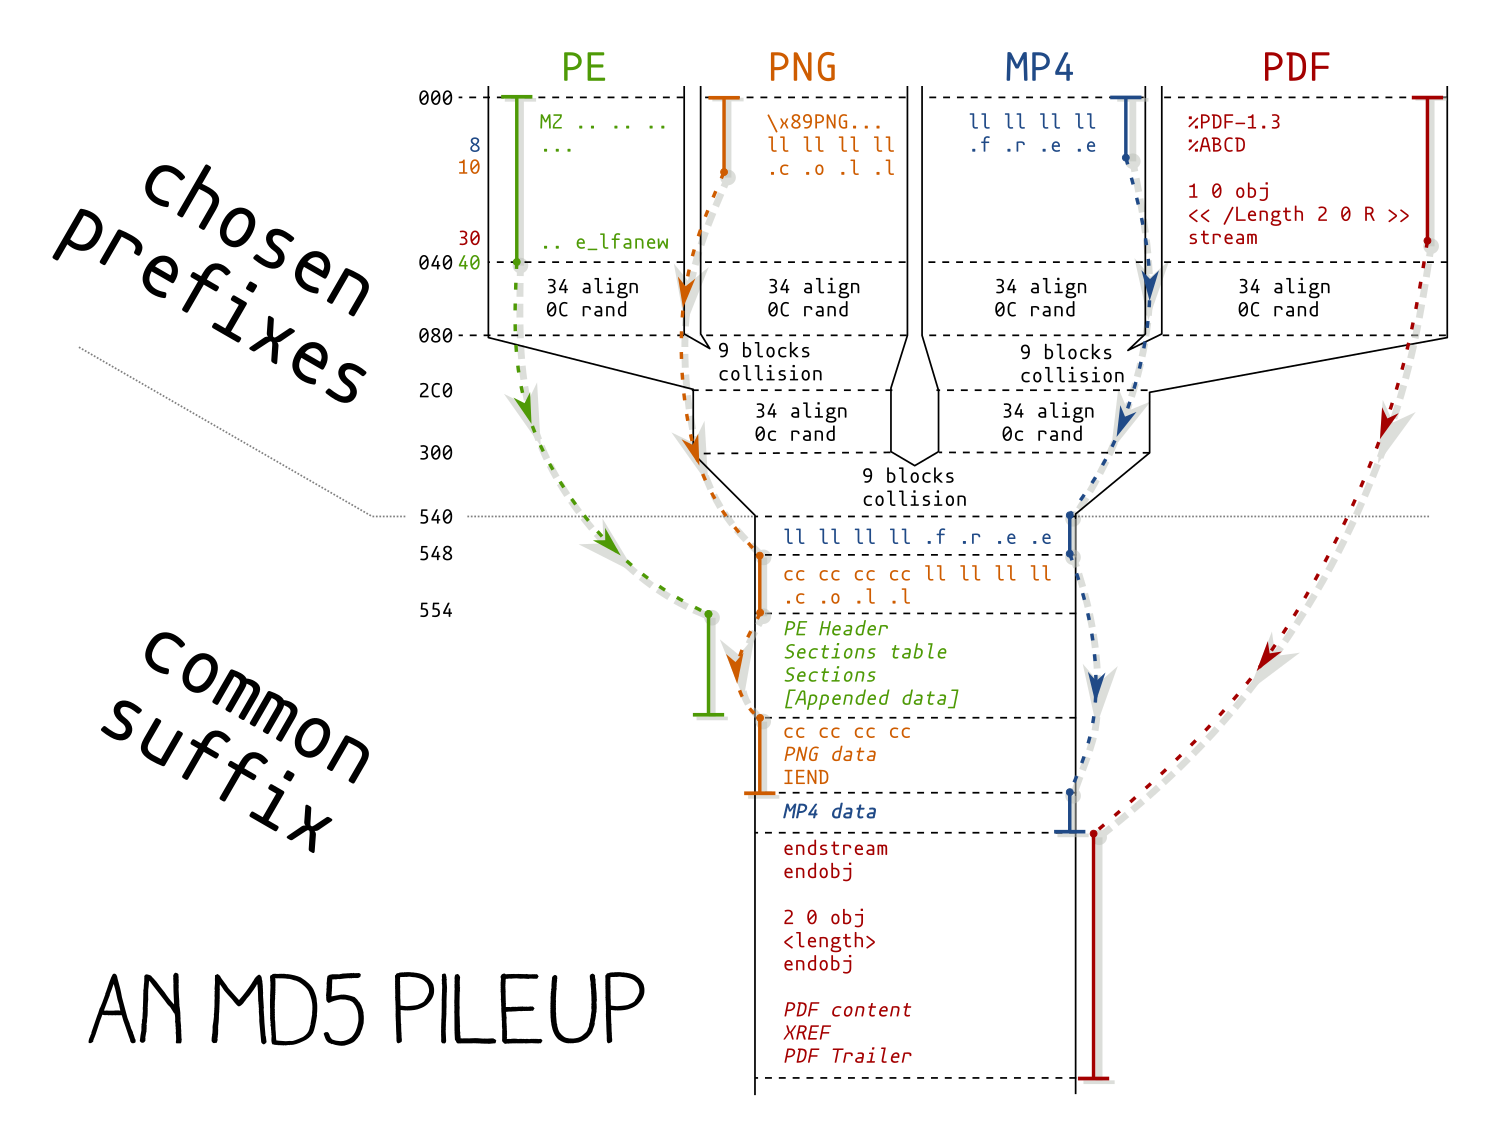 PE PNG MP4 PDF
000
MZ .. .. ..
...
.. e_lfanew
\x89PNG...
ll ll ll ll
.c .o .l .l
ll ll ll ll
.f .r .e .e
%PDF-1.3
%ABCD
1 0 obj
<< /Length 2 0 R >>
stream
8
10
30
040 40
chosen
prefixes
34 align
0C rand
34 align
0C rand
34 align
0C rand
34 align
0C rand
080
9 blocks
collision
9 blocks
collision
2C0
34 align
0c rand
34 align
0c rand
300
9 blocks
collision
540
ll ll ll ll .f .r .e .e
548
cc cc cc cc ll ll ll ll
.c .o .l .l
554
PE Header
Sections table
Sections
[Appended data]
common
suffix
cc cc cc cc
PNG data
IEND
MP4 data
endstream
endobj
2 0 obj
<length>
endobj
PDF content
XREF
PDF Trailer
AN MD5 PILEUP